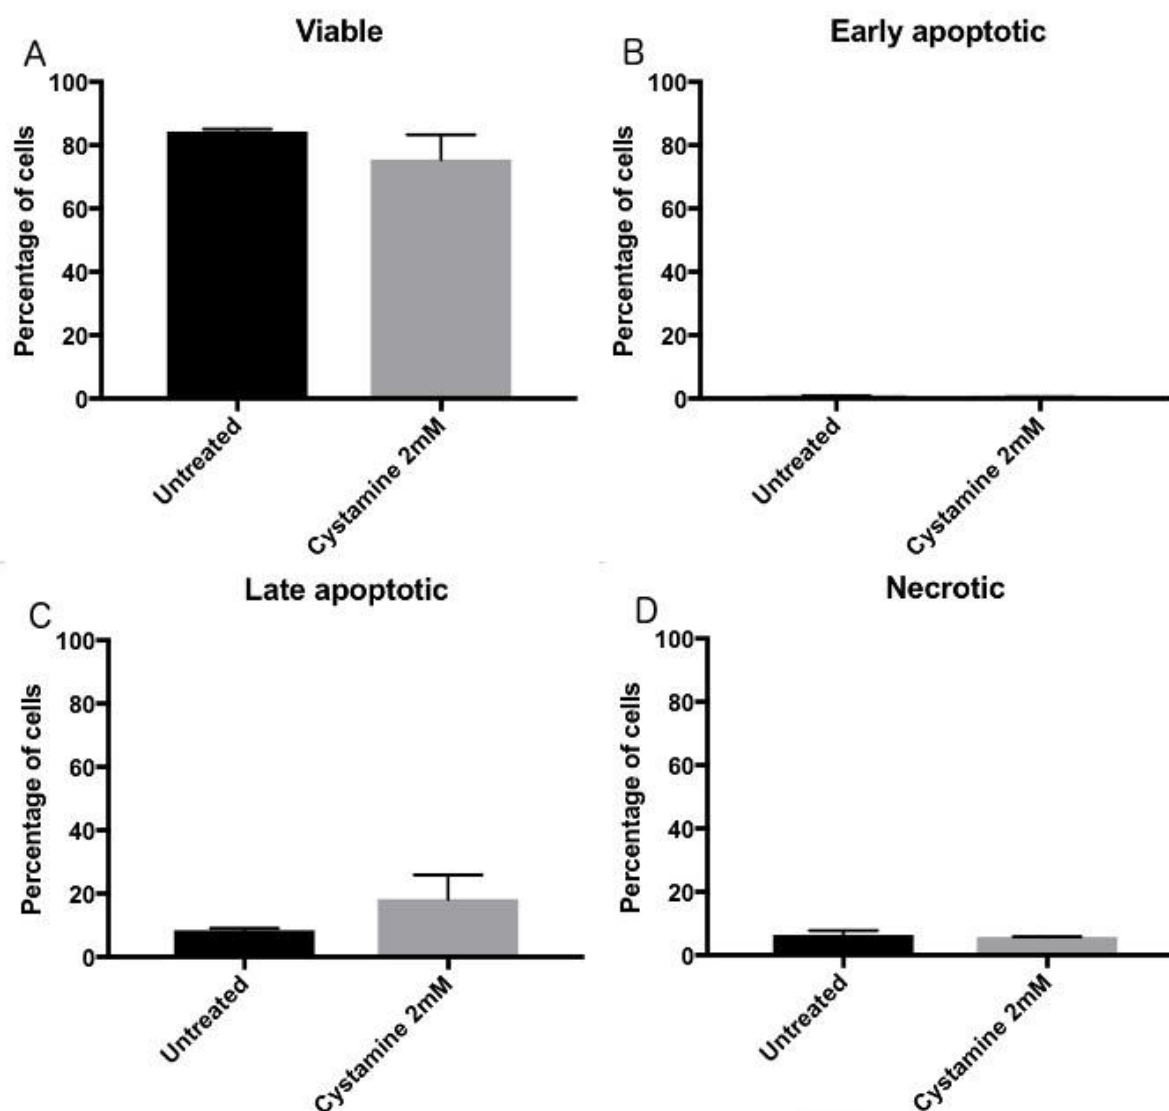 A
Viable
Percentage of cells
100
80
60
40
20
0
Untreated
Cystamine 2mM
B
Early apoptotic
Percentage of cells
100
80
60
40
20
0
Untreated
Cystamine 2mM
C
Late apoptotic
Percentage of cells
100
80
60
40
20
0
Untreated
Cystamine 2mM
D
Necrotic
Percentage of cells
100
80
60
40
20
0
Untreated
Cystamine 2mM